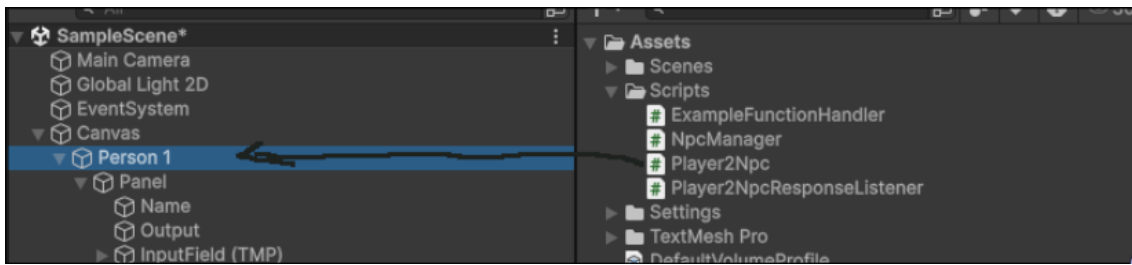 All
SampleScene*
Main Camera
Global Light 2D
EventSystem
Canvas
Person 1
Panel
Name
Output
InputField (TMP)
Assets
Scenes
Scripts
ExampleFunctionHandler
NpcManager
Player2Npc
Player2NpcResponseListener
Settings
TextMesh Pro
DefaultVolumeProfile